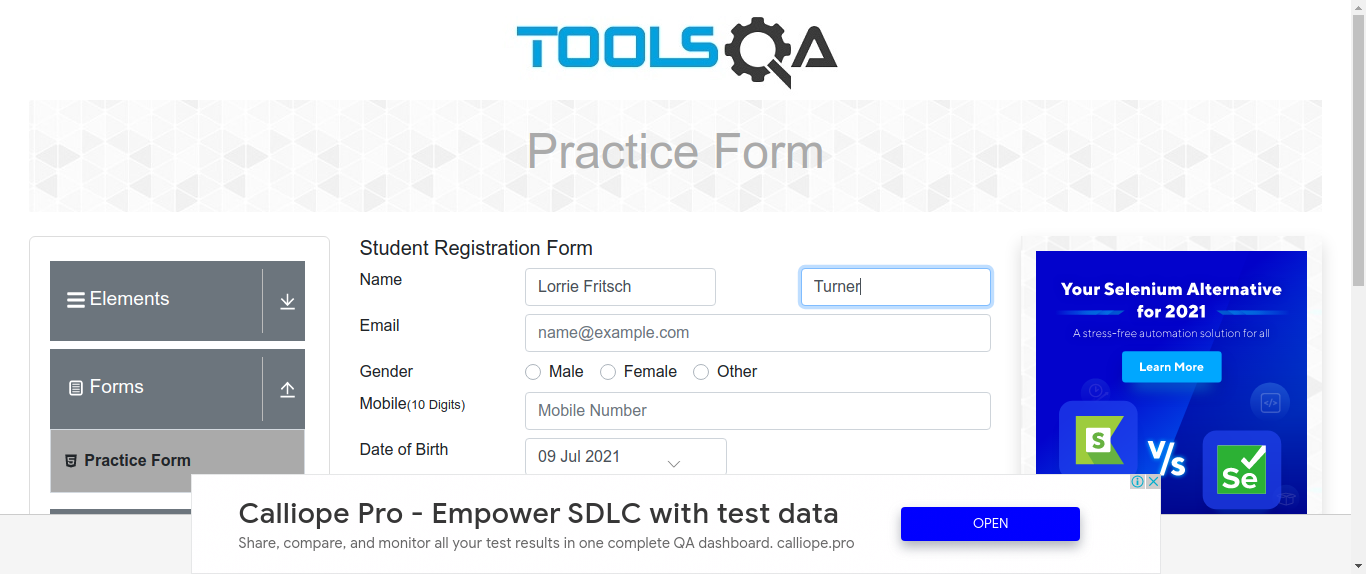 TOOLSQA
Practice Form
Elements
Forms
Practice Form
Student Registration Form
Name
Lorrie Fritsch
Turner
Email
name@example.com
Gender
Male
Female
Other
Mobile(10 Digits)
Mobile Number
Date of Birth
09 Jul 2021
Your Selenium Alternative
for 2021
A stress-free automation solution for all
Learn More
S
V/s
Se
Calliope Pro - Empower SDLC with test data
Share, compare, and monitor all your test results in one complete QA dashboard. calliope.pro
OPEN